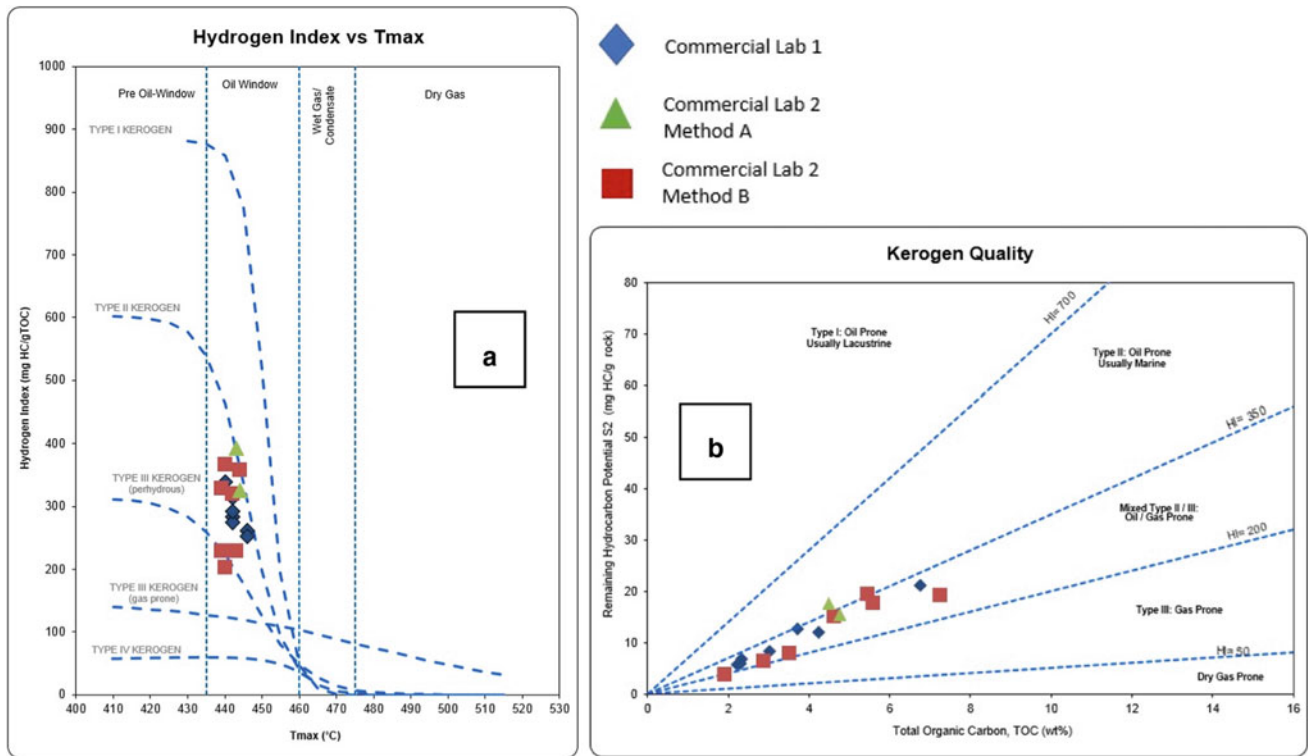 Hydrogen Index vs Tmax
1000
900
800
700
600
500
400
300
200
100
0
Hydrogen Index (mg HC/gTOC)
Pre Oil-Window
Oil Window
Wet Gas/
Condensate
Dry Gas
TYPE I KEROGEN
TYPE II KEROGEN
TYPE III KEROGEN
(perhydrous)
TYPE III KEROGEN
(gas prone)
TYPE IV KEROGEN
a
400 410 420 430 440 450 460 470 480 490 500 510 520 530
Tmax (°C)
Commercial Lab 1
Commercial Lab 2
Method A
Commercial Lab 2
Method B
Kerogen Quality
80
70
60
50
40
30
20
10
0
Remaining Hydrocarbon Potential S2 (mg HC/g rock)
Type I: Oil Prone
Usually Lacustrine
HI=700
Type II: Oil Prone
Usually Marine
HI= 350
Mixed Type II / III:
Oil / Gas Prone
HI=200
Type III: Gas Prone
HI= 50
Dry Gas Prone
b
0 2 4 6 8 10 12 14 16
Total Organic Carbon, TOC (wt%)